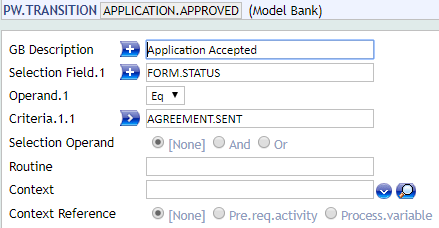 PW.TRANSITION APPLICATION.APPROVED (Model Bank)
GB Description Application Accepted
Selection Field.1 FORM.STATUS
Operand.1 Eq
Criteria.1.1 AGREEMENT.SENT
Selection Operand [None] And Or
Routine
Context
Context Reference [None] Pre.req.activity Process.variable